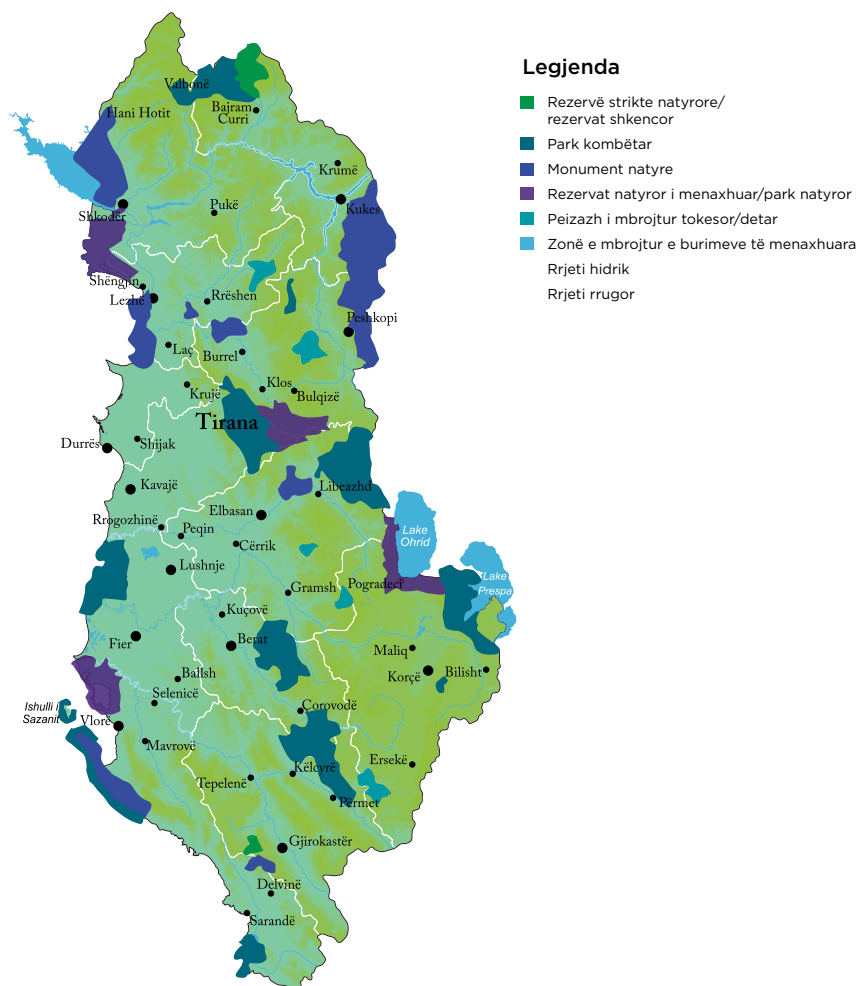 Legjenda
Rezervë strikte natyrore/
rezervat shkencor
Park kombëtar
Monument natyre
Rezervat natyror i menaxhuar/park natyror
Peizazh i mbrojtur tokesor/detar
Zonë e mbrojtur e burimeve të menaxhuara
Rrjeti hidrik
Rrjeti rrugor
Valbonë
Hani Hotit
Bajram
Curri
Krumë
Shkodër
Pukë
Kukes
Shëngjin
Lezhë
Rrëshen
Peshkopi
Laç
Burrel
Krujë
Klos
Bulqizë
Tirana
Durrës
Shijak
Kavajë
Libeazhd
Elbasan
Rrogozhinë
Peqin
Cërrik
Lake
Ohrid
Lushnje
Gramsh
Pogradeci
Lake
Prespa
Kuçovë
Fier
Berat
Maliq
Korçë
Bilisht
Ballsh
Selenicë
Ishulli i
Sazanit
Vlorë
Corovodë
Mavrovë
Ersekë
Këlcyrë
Tepelenë
Përmet
Gjirokastër
Delvinë
Sarandë